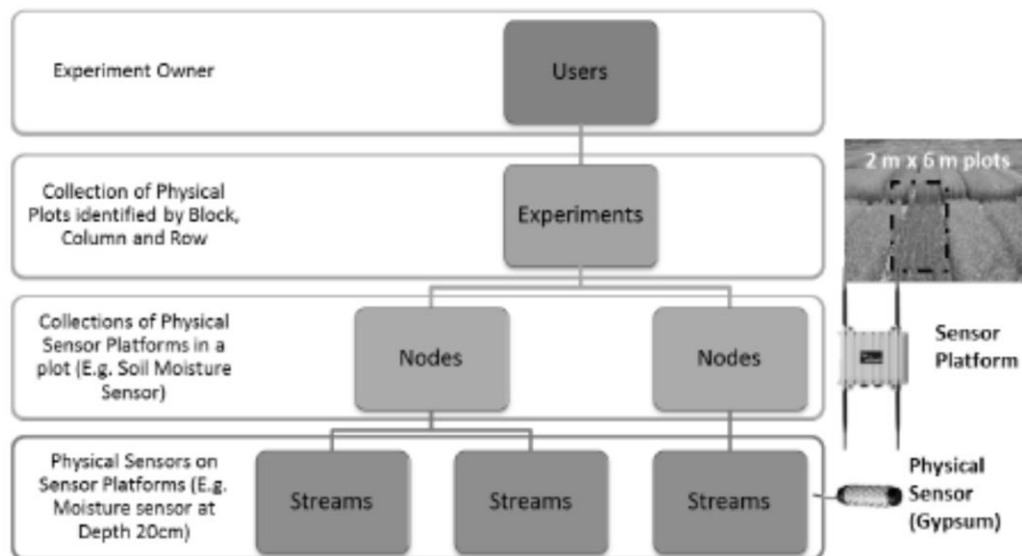 Experiment Owner
Users
Collection of Physical
Plots identified by Block,
Column and Row
Experiments
2 m x 6 m plots
Collections of Physical
Sensor Platforms in a
plot (E.g. Soil Moisture
Sensor)
Nodes
Nodes
Sensor
Platform
Physical Sensors on
Sensor Platforms (E.g.
Moisture sensor at
Depth 20cm)
Streams
Streams
Streams
Physical
Sensor
(Gypsum)